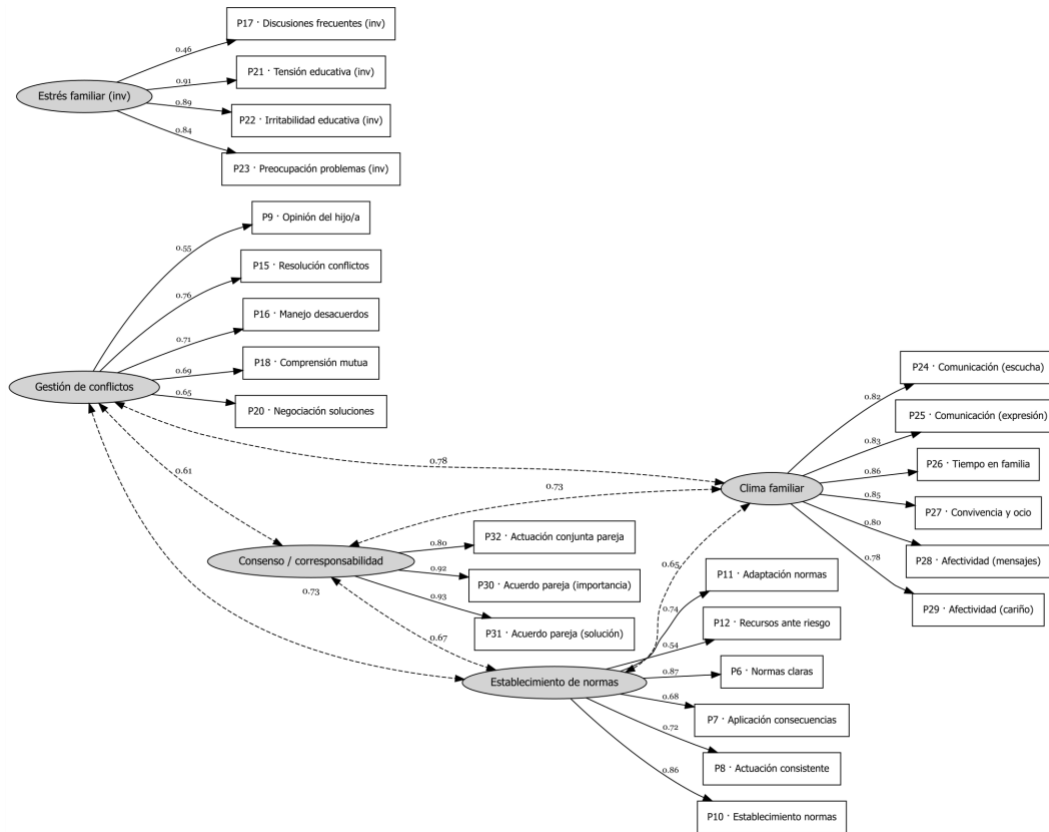 P17 · Discusiones frecuentes (inv)
0.46
P21 · Tensión educativa (inv)
0.91
Estrés familiar (inv)
0.89
P22 · Irritabilidad educativa (inv)
0.84
P23 · Preocupación problemas (inv)
P9 · Opinión del hijo/a
0.55
P15 · Resolución conflictos
0.76
P16 · Manejo desacuerdos
0.71
P18 · Comprensión mutua
0.69
Gestión de conflictos
0.65
P20 · Negociación soluciones
P24 · Comunicación (escucha)
0.82
P25 · Comunicación (expresión)
0.83
P26 · Tiempo en familia
0.86
Clima familiar
0.85
P27 · Convivencia y ocio
0.80
P28 · Afectividad (mensajes)
0.78
P29 · Afectividad (cariño)
0.78
0.61
0.73
P32 · Actuación conjunta pareja
0.80
Consenso / corresponsabilidad
0.92
P30 · Acuerdo pareja (importancia)
0.93
P31 · Acuerdo pareja (solución)
0.73
0.67
0.65
P11 · Adaptación normas
0.74
P12 · Recursos ante riesgo
0.54
P6 · Normas claras
0.87
Establecimiento de normas
0.68
P7 · Aplicación consecuencias
0.72
P8 · Actuación consistente
0.86
P10 · Establecimiento normas